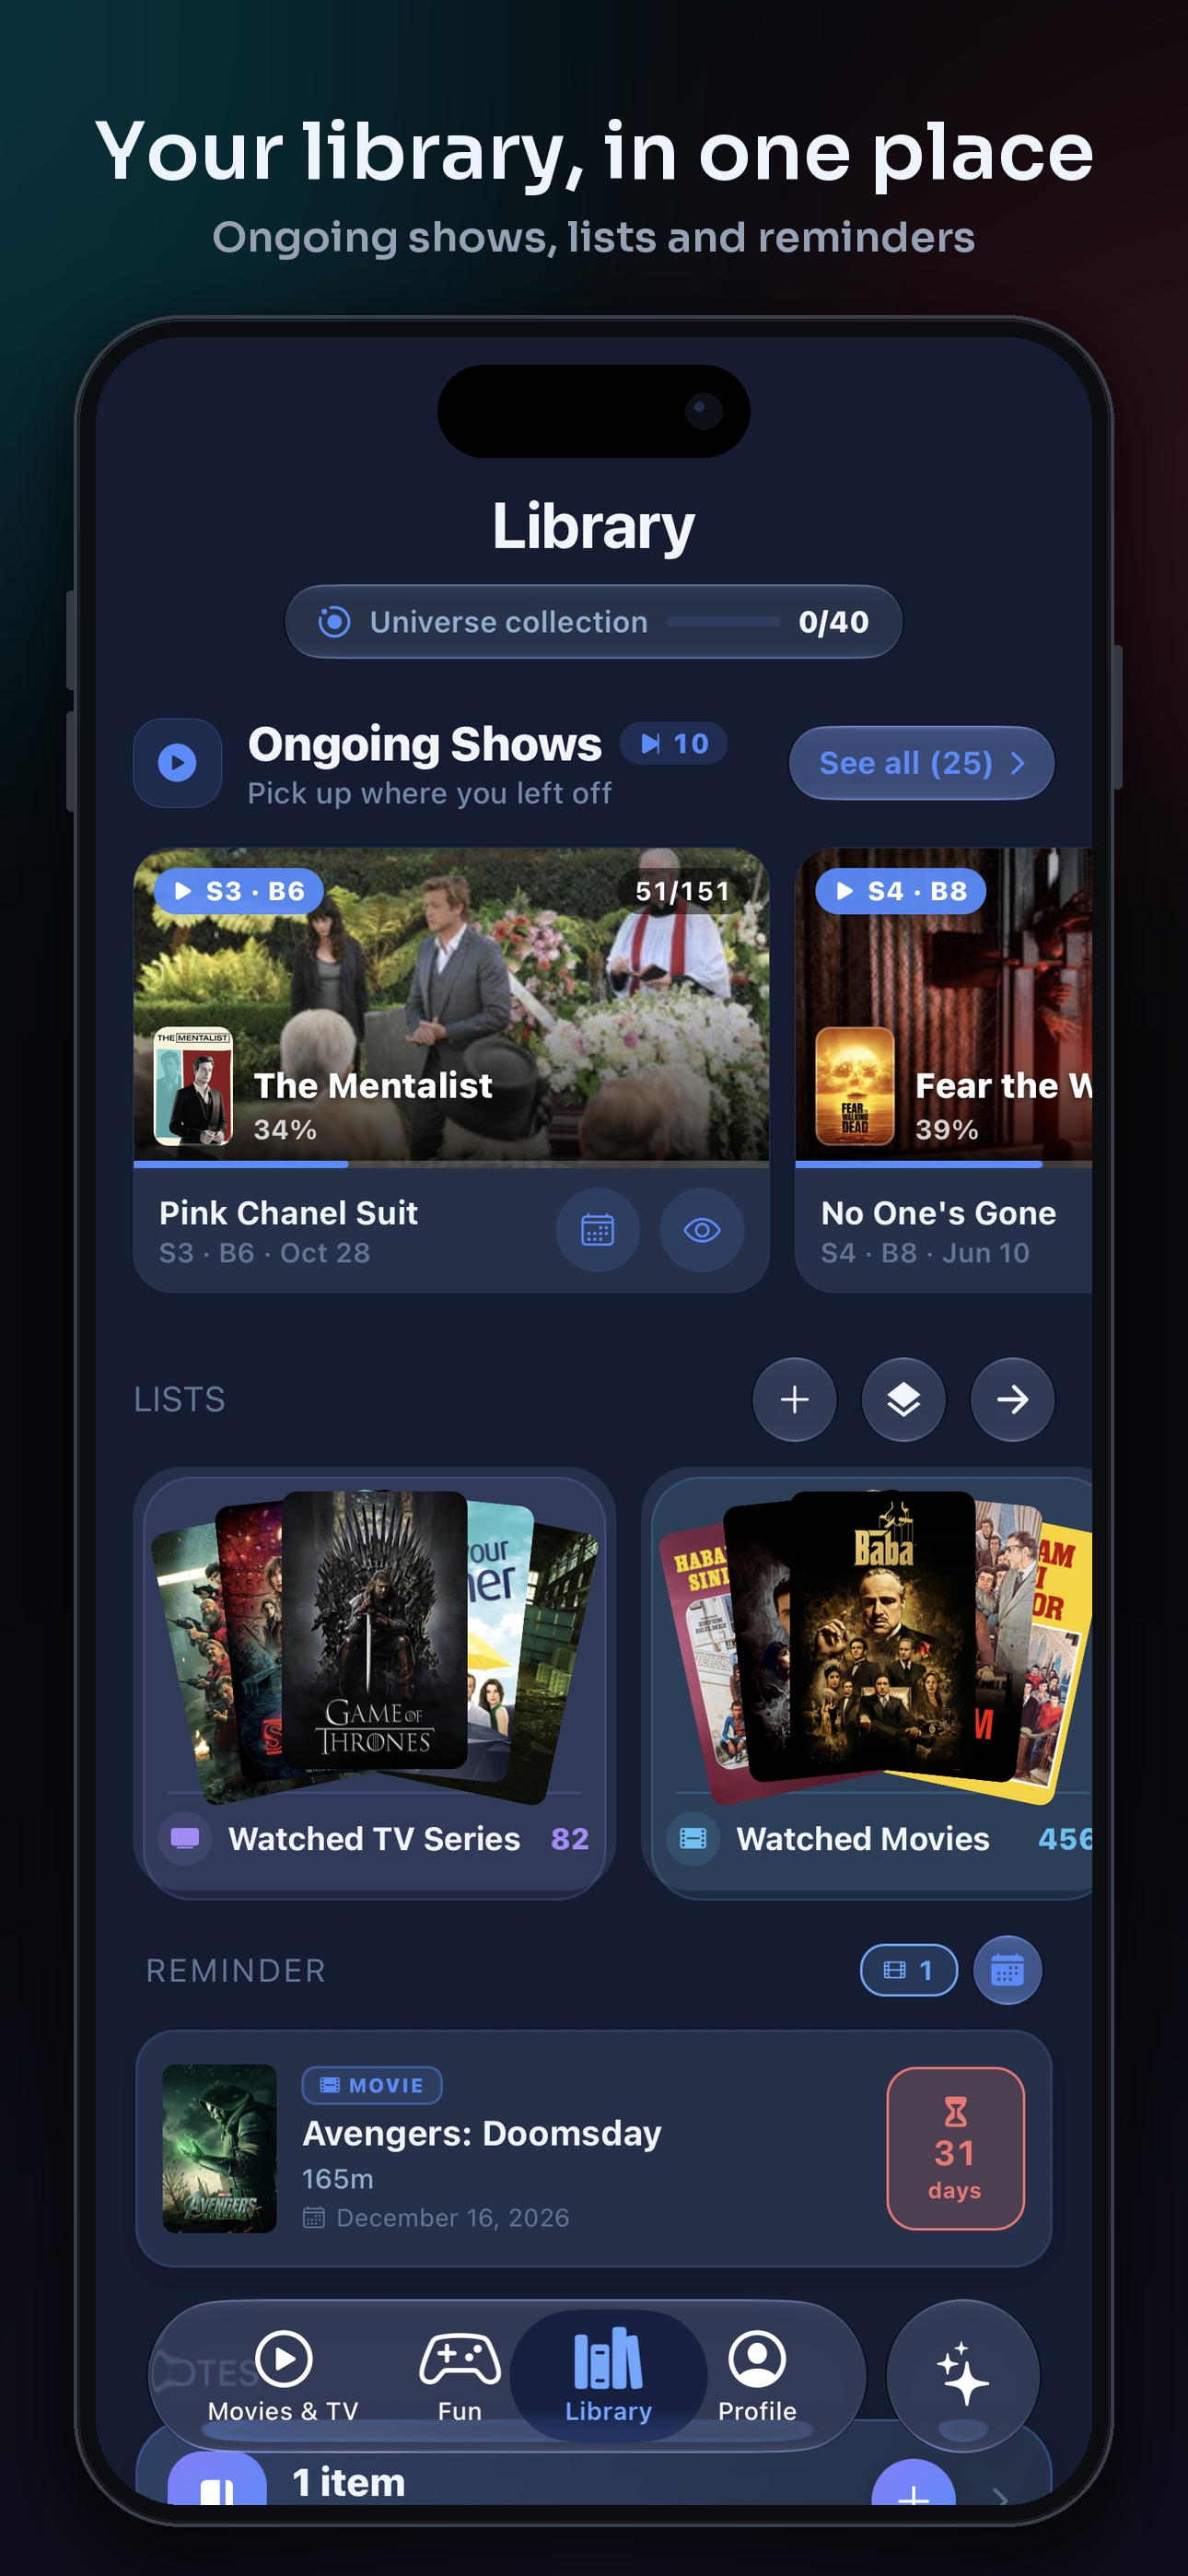 Your library, in one place
Ongoing shows, lists and reminders
Library
Universe collection 0/40
Ongoing Shows 10
See all (25)
Pick up where you left off
S3 · B6
51/151
S4 · B8
THE MENTALIST
The Mentalist
34%
FEAR THE WALKING DEAD
Fear the W
39%
Pink Chanel Suit
S3 · B6 · Oct 28
No One's Gone
S4 · B8 · Jun 10
LISTS
GAME OF THRONES
Baba
Watched TV Series 82
Watched Movies 456
REMINDER
1
MOVIE
Avengers: Doomsday
165m
December 16, 2026
AVENGERS
31
days
Movies & TV
Fun
Library
Profile
1 item